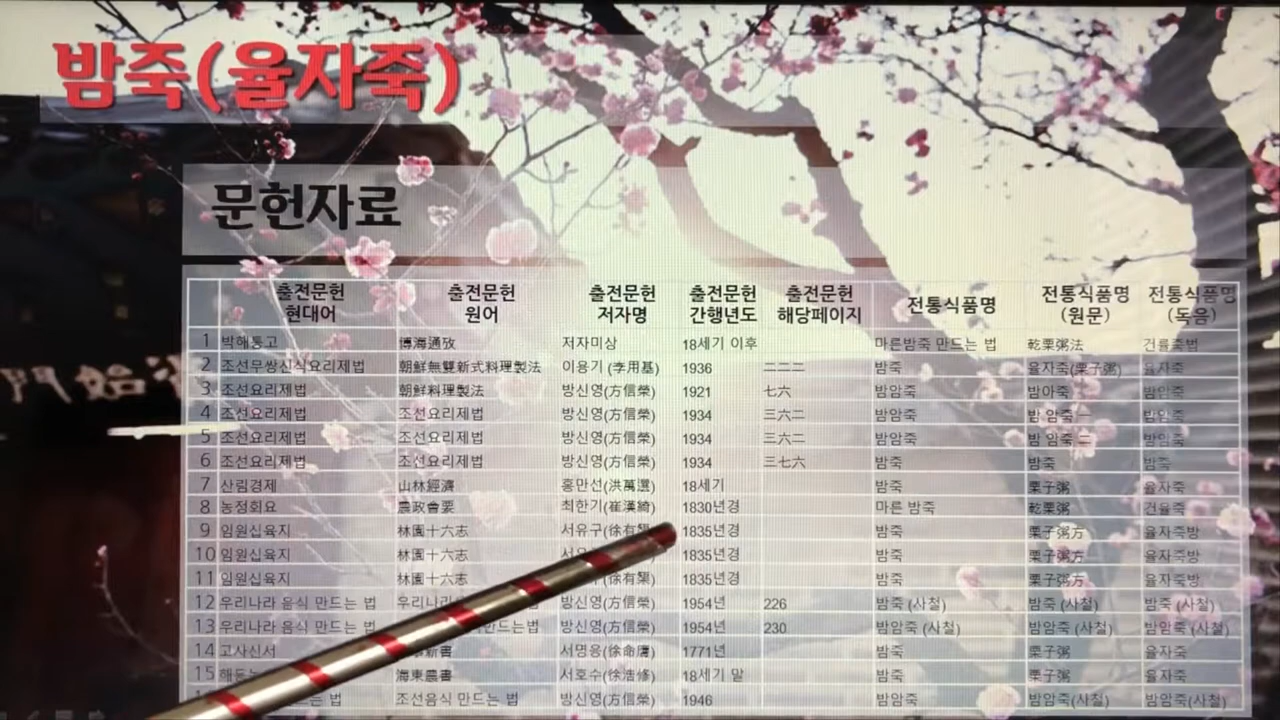 밤죽(율자죽)
문헌자료
출전문헌 현대어 출전문헌 원어 출전문헌 저자명 출전문헌 간행년도 출전문헌 해당페이지 전통식품명 전통식품명 (원문) 전통식품명 (독음)
1 박해통고 博海通攷 저자미상 18세기 이후 마른밤죽 만드는 법 乾栗粥法 건률죽법
2 조선무쌍신식요리제법 朝鮮無雙新式料理製法 이용기 (李用基) 1936 二二二 밤죽 율자죽(栗子粥) 율자죽
3 조선요리제법 朝鮮料理製法 방신영(方信榮) 1921 七六 밤암죽 밤아죽 밤암죽
4 조선요리제법 조선요리제법 방신영(方信榮) 1934 三六二 밤암죽 밤 암죽 一 밤암죽
5 조선요리제법 조선요리제법 방신영(方信榮) 1934 三六二 밤암죽 밤 암죽 二 밤암죽
6 조선요리제법 조선요리제법 방신영(方信榮) 1934 三七六 밤죽 밤죽 밤죽
7 산림경제 山林經濟 홍만선(洪萬選) 18세기 밤죽 栗子粥 율자죽
8 농정회요 農政會要 최한기(崔漢綺) 1830년경 마른 밤죽 乾栗粥 건율죽
9 임원십육지 林園十六志 서유구(徐有榘) 1835년경 밤죽 栗子粥方 율자죽방
10 임원십육지 林園十六志 1835년경 밤죽 栗子粥方 율자죽방
11 임원십육지 林園十六志 (徐有榘) 1835년경 밤죽 栗子粥方 율자죽방
12 우리나라 음식 만드는 법 우리나라 방신영(方信榮) 1954년 226 밤죽 (사철) 밤죽 (사철) 밤죽 (사철)
13 우리나라 음식 만드는 법 만드는법 방신영(方信榮) 1954년 230 밤암죽 (사철) 밤암죽 (사철) 밤암죽 (사철)
14 고사신서 新書 서명응(徐命膺) 1771년 밤죽 栗子粥 율자죽
15 海東農書 서호수(徐浩修) 18세기 말 밤죽 栗子粥 율자죽
는 법 조선음식 만드는 법 방신영(方信榮) 1946 밤암죽 밤암죽(사철) 밤암죽(사철)